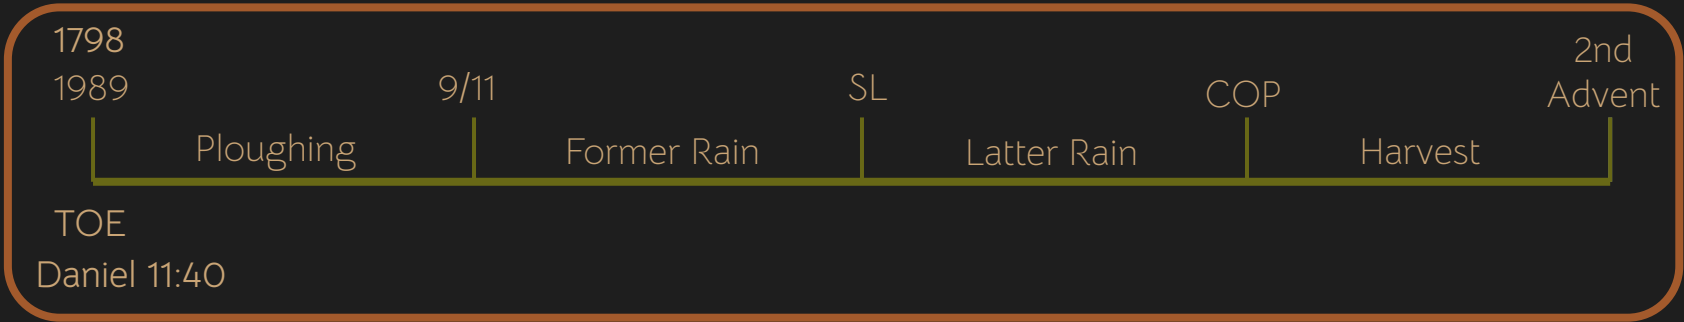 1798
1989
9/11
SL
COP
2nd
Advent
Ploughing
Former Rain
Latter Rain
Harvest
TOE
Daniel 11:40